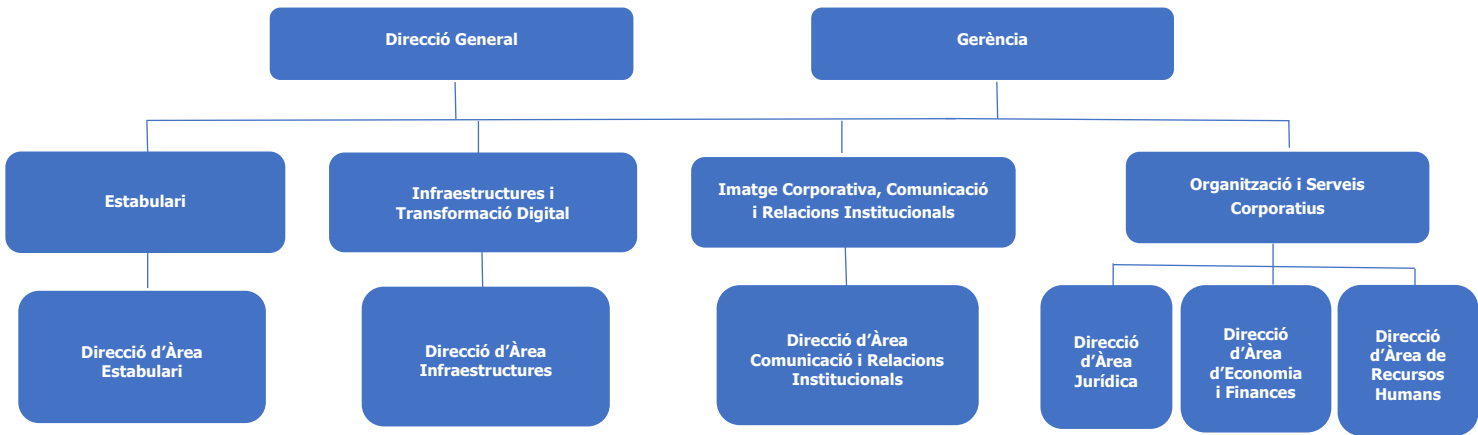 Direcció General
Gerència
Estabulari
Infraestructures i
Transformació Digital
Imatge Corporativa, Comunicació
i Relacions Institucionals
Organització i Serveis
Corporatius
Direcció d’Àrea
Estabulari
Direcció d’Àrea
Infraestructures
Direcció d’Àrea
Comunicació i Relacions
Institucionals
Direcció
d’Àrea
Jurídica
Direcció
d’Àrea
d’Economia
i Finances
Direcció
d’Àrea de
Recursos
Humans